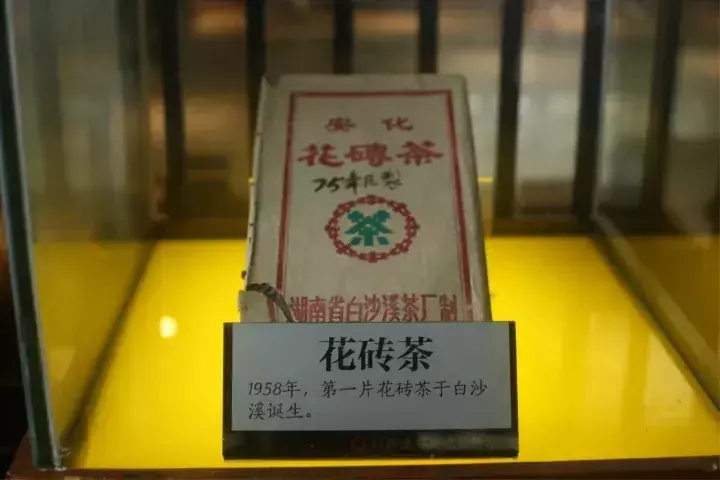 安化
花磚茶
75年月製
茶
湖南省白沙溪茶厂制
花砖茶
1958年，第一片花砖茶于白沙
溪诞生。